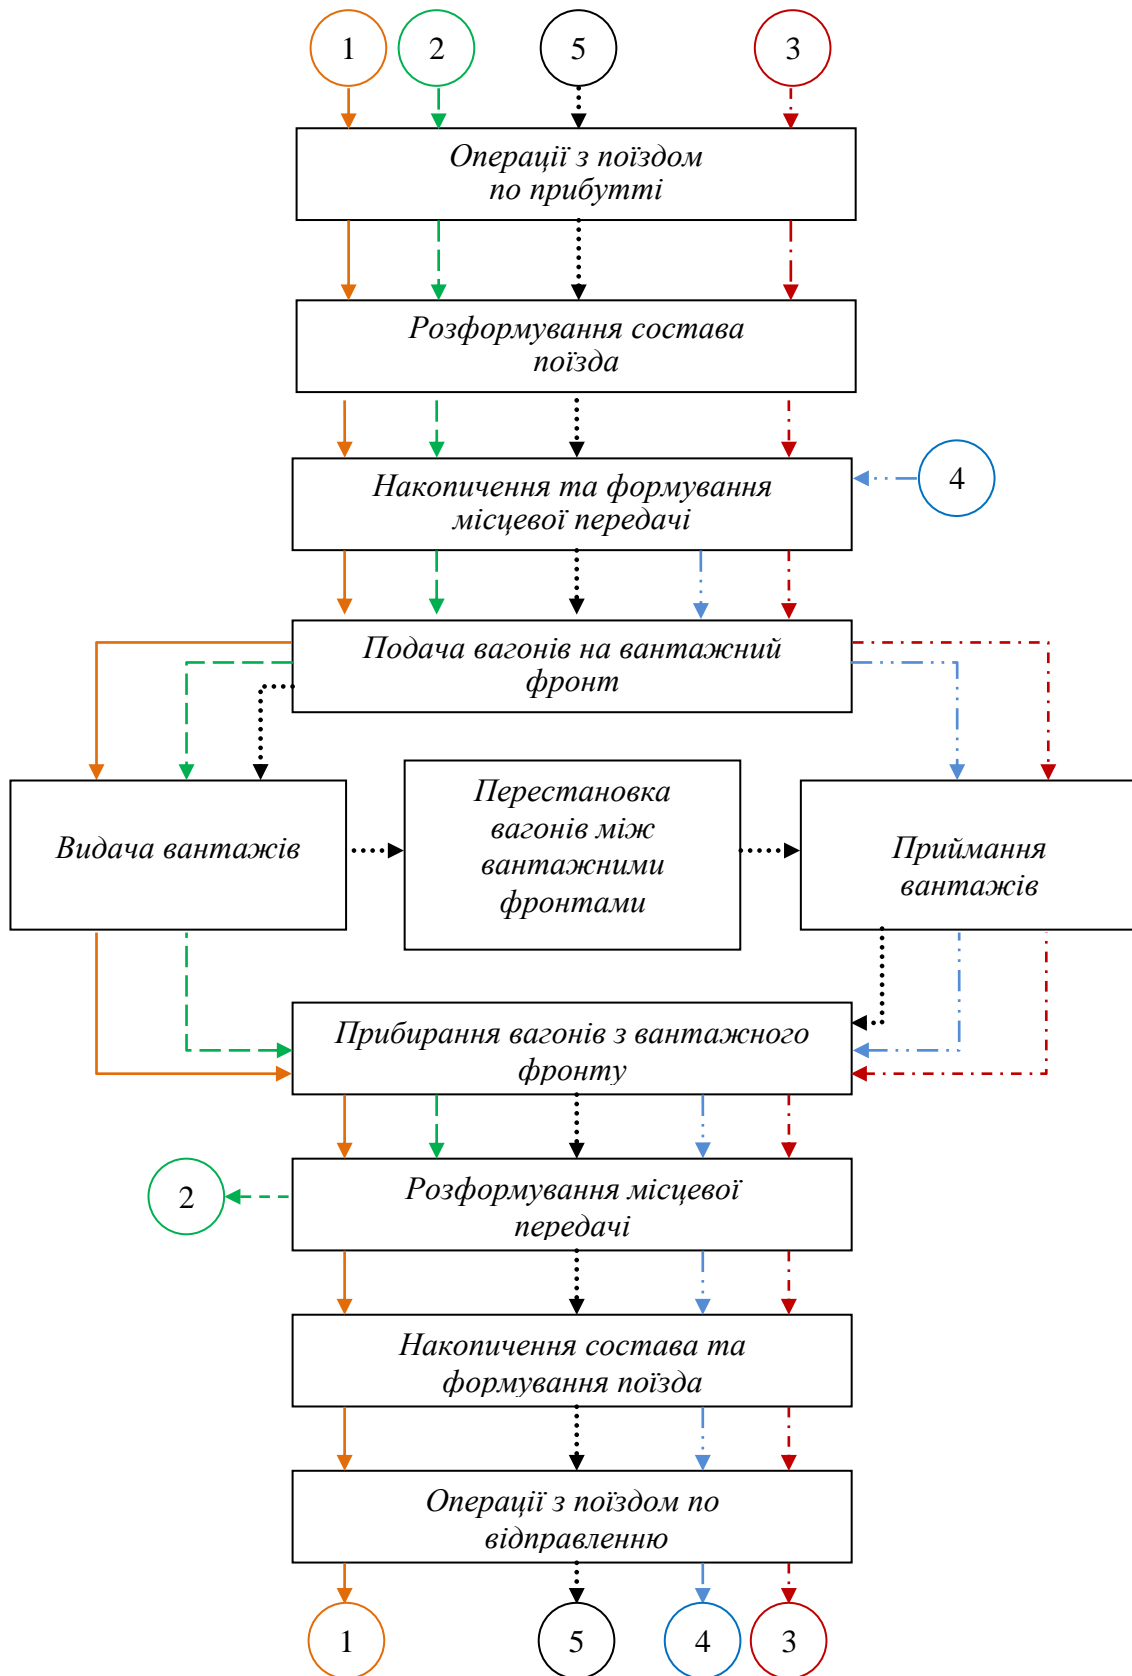 1 2 5 3
Операції з поїздом
по прибутті
Розформування состава
поїзда
Накопичення та формування
місцевої передачі
4
Подача вагонів на вантажний
фронт
Видача вантажів
Перестановка
вагонів між
вантажними
фронтами
Приймання
вантажів
Прибирання вагонів з вантажного
фронту
2
Розформування місцевої
передачі
Накопичення состава та
формування поїзда
Операції з поїздом по
відправленню
1 5 4 3